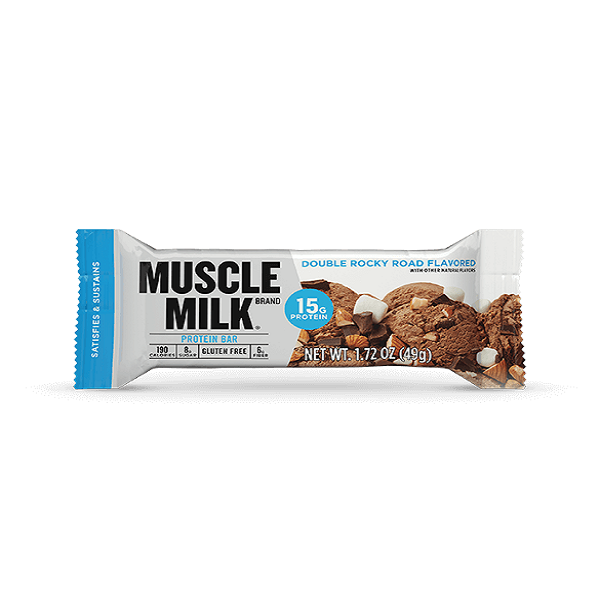 SATISFIES & SUSTAINS
MUSCLE
MILK® BRAND
PROTEIN BAR
190 CALORIES
8g SUGAR
GLUTEN FREE
FIBER
15G PROTEIN
DOUBLE ROCKY ROAD FLAVORED
WITH OTHER NATURAL FLAVORS
NET WT. 1.72 OZ (49g)